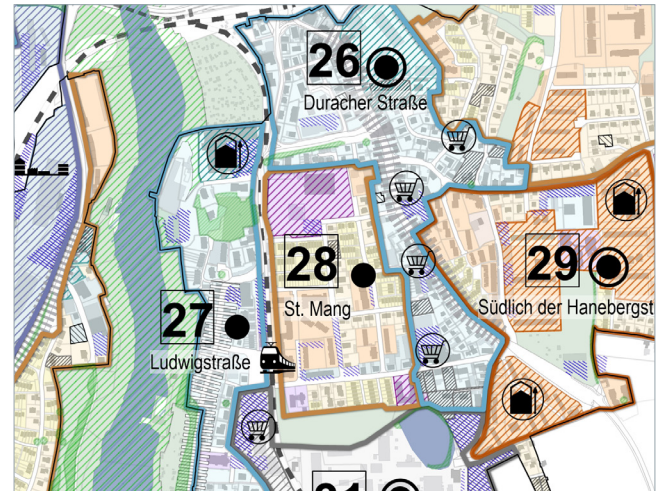 26
Duracher Straße
28
St. Mang
29
Südlich der Hanebergst
27
Ludwigstraße